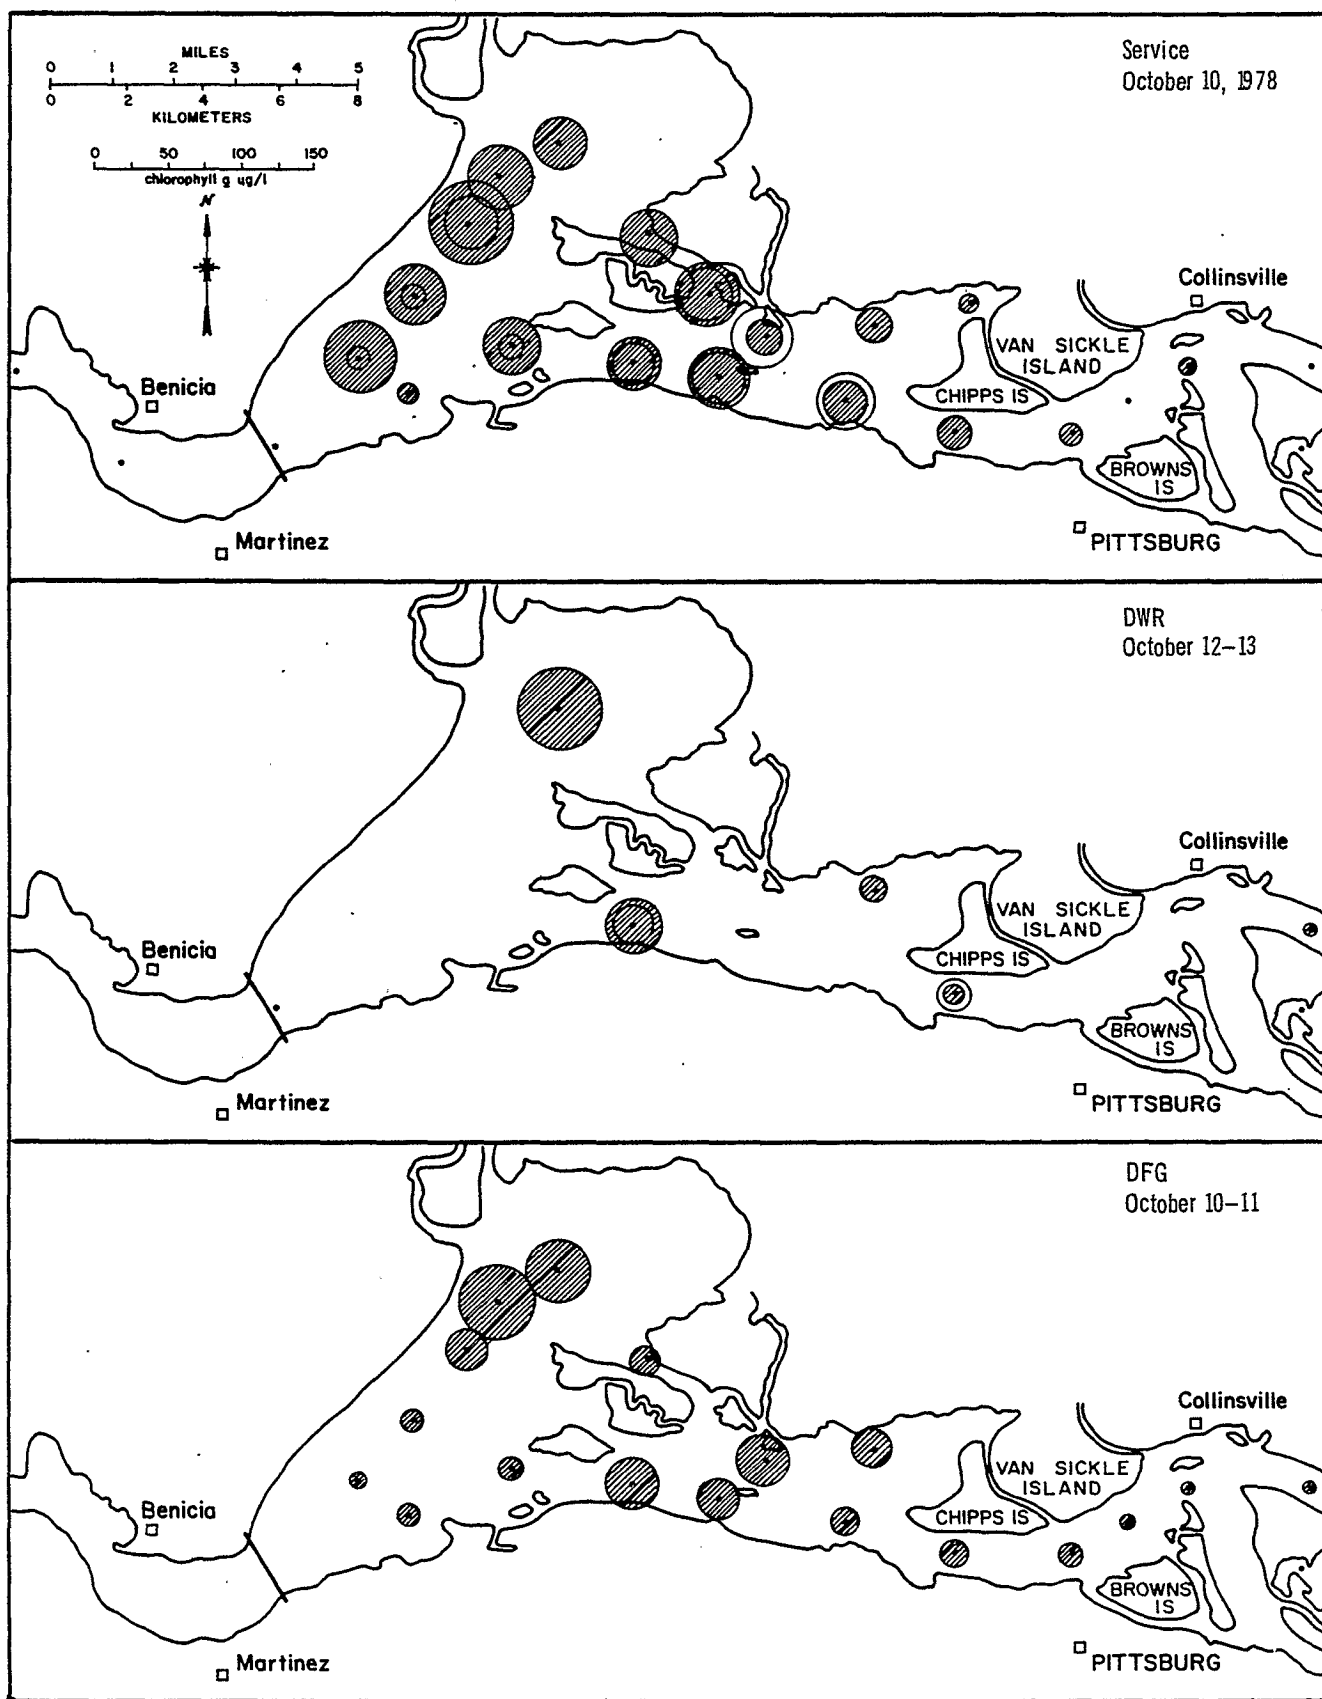 Service
October 10, 1978
MILES
0 1 2 3 4 5
0 2 4 6 8
KILOMETERS
0 50 100 150
chlorophyll g ug/l
N
Collinsville
VAN SICKLE
ISLAND
CHIPPS IS
Benicia
BROWNS
IS
Martinez
PITTSBURG
DWR
October 12-13
Collinsville
VAN SICKLE
ISLAND
CHIPPS IS
Benicia
BROWNS
IS
Martinez
PITTSBURG
DFG
October 10-11
Collinsville
VAN SICKLE
ISLAND
CHIPPS IS
Benicia
BROWNS
IS
Martinez
PITTSBURG